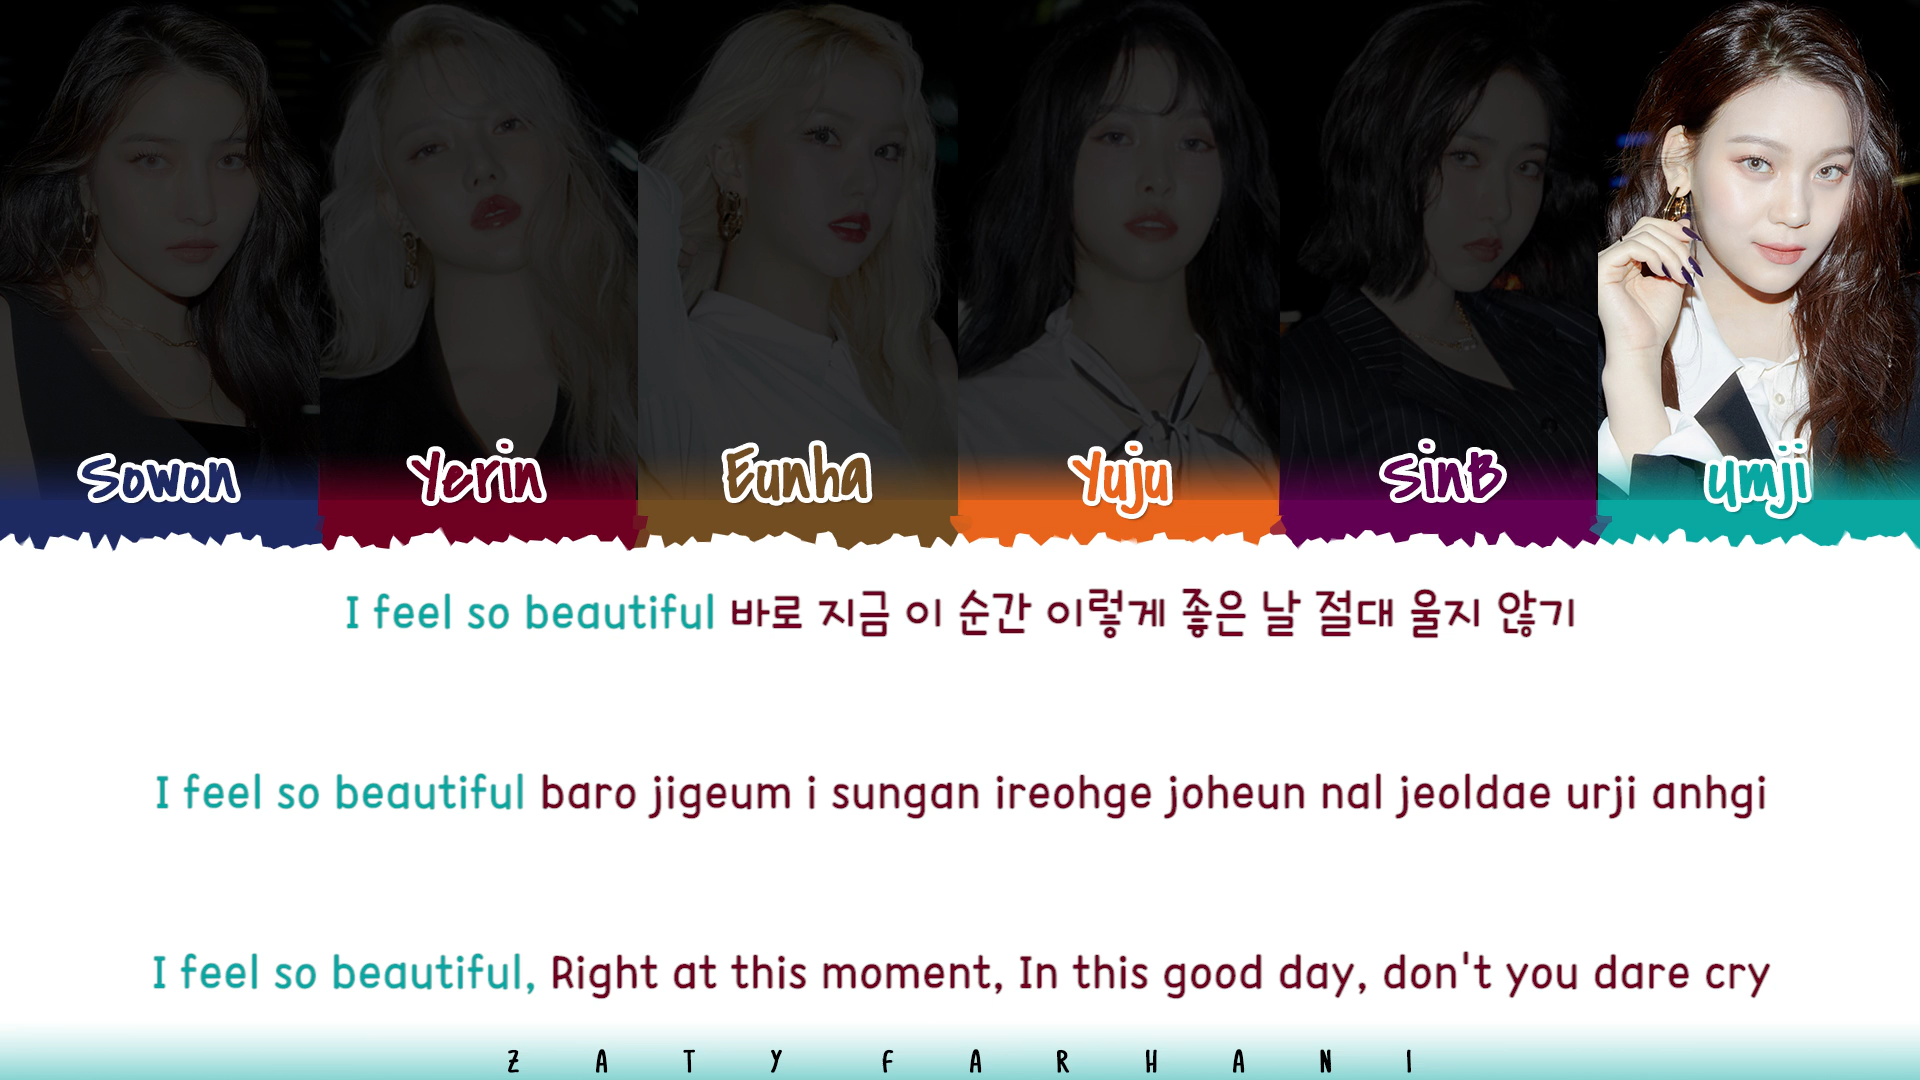 Sowon Yerin Eunha Yuju SinB Umji
I feel so beautiful 바로 지금 이 순간 이렇게 좋은 날 절대 울지 않기
I feel so beautiful baro jigeum i sungan ireohge joheun nal jeoldae urji anhgi
I feel so beautiful, Right at this moment, In this good day, don't you dare cry
ZATY FARHANI